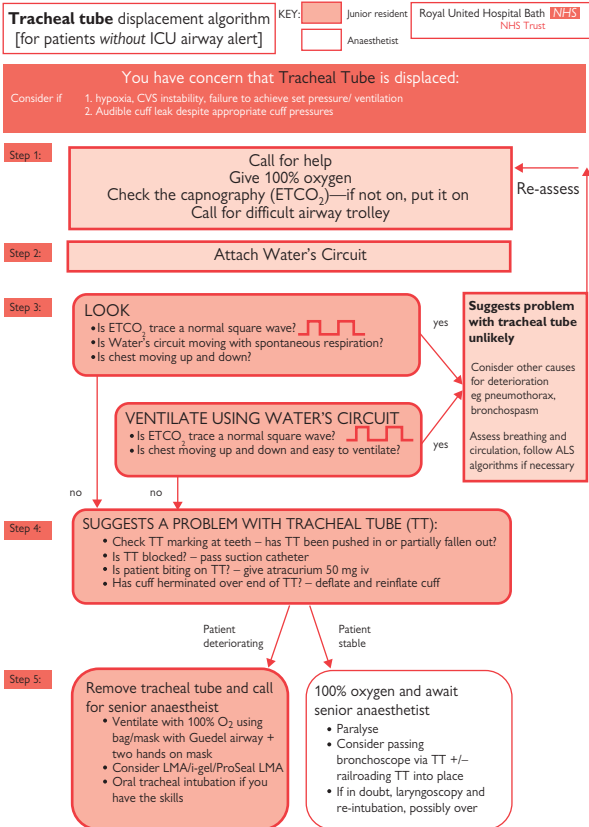 Tracheal tube displacement algorithm
[for patients without ICU airway alert]
KEY:
Junior resident
Anaesthetist
Royal United Hospital Bath NHS
NHS Trust
You have concern that Tracheal Tube is displaced:
Consider if 1. hypoxia, CVS instability, failure to achieve set pressure/ ventilation
2. Audible cuff leak despite appropriate cuff pressures
Step 1:
Call for help
Give 100% oxygen
Check the capnography (ETCO2)—if not on, put it on
Call for difficult airway trolley
Re-assess
Step 2:
Attach Water's Circuit
Step 3:
LOOK
• Is ETCO2 trace a normal square wave?
• Is Water's circuit moving with spontaneous respiration?
• Is chest moving up and down?
yes
VENTILATE USING WATER'S CIRCUIT
• Is ETCO2 trace a normal square wave?
• Is chest moving up and down and easy to ventilate?
yes
Suggests problem
with tracheal tube
unlikely
Conisder other causes
for deterioration
eg pneumothorax,
bronchospasm
Assess breathing and
circulation, follow ALS
algorithms if necessary
no
no
Step 4:
SUGGESTS A PROBLEM WITH TRACHEAL TUBE (TT):
• Check TT marking at teeth – has TT been pushed in or partially fallen out?
• Is TT blocked? – pass suction catheter
• Is patient biting on TT? – give atracurium 50 mg iv
• Has cuff herminated over end of TT? – deflate and reinflate cuff
Patient
deteriorating
Patient
stable
Step 5:
Remove tracheal tube and call
for senior anaestheist
• Ventilate with 100% O2 using
bag/mask with Guedel airway +
two hands on mask
• Consider LMA/i-gel/ProSeal LMA
• Oral tracheal intubation if you
have the skills
100% oxygen and await
senior anaesthetist
• Paralyse
• Consider passing
bronchoscope via TT +/–
railroading TT into place
• If in doubt, laryngoscopy and
re-intubation, possibly over